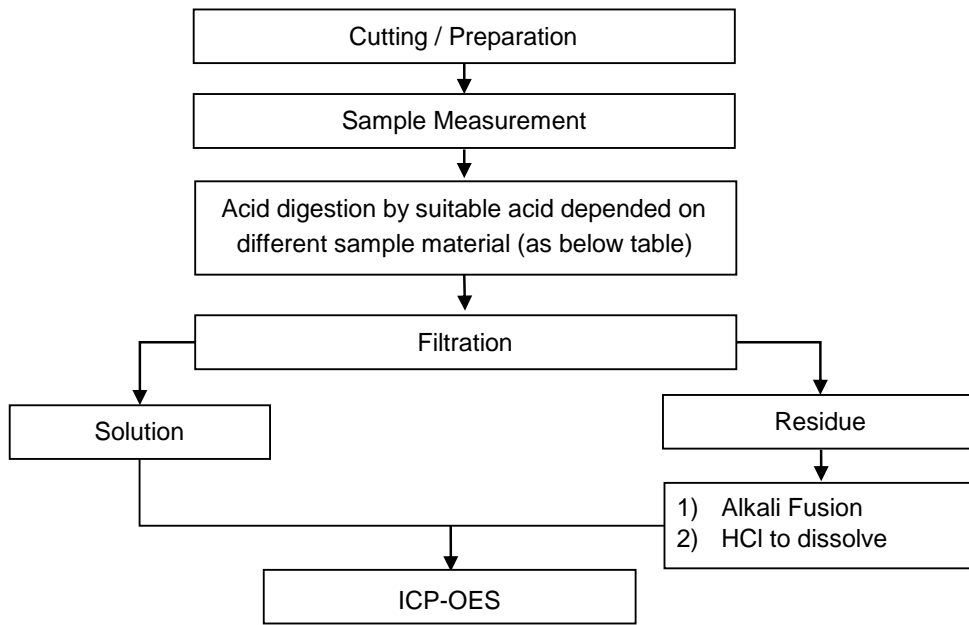 Cutting / Preparation
Sample Measurement
Acid digestion by suitable acid depended on
different sample material (as below table)
Filtration
Solution
Residue
1) Alkali Fusion
2) HCl to dissolve
ICP-OES